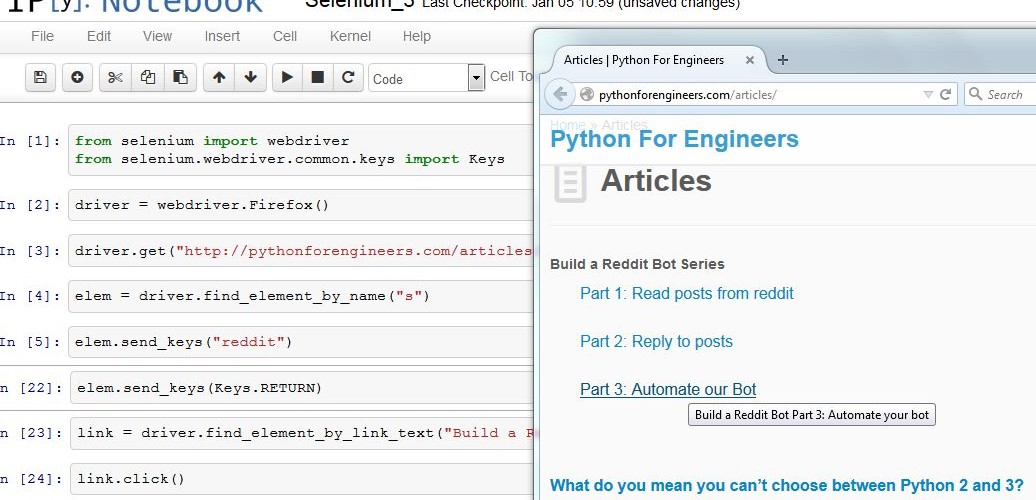 IP[y]: Notebook Selenium_3 Last Checkpoint: Jan 05 10:59 (unsaved changes)
File Edit View Insert Cell Kernel Help
Code Cell To
In [1]: from selenium import webdriver
from selenium.webdriver.common.keys import Keys
In [2]: driver = webdriver.Firefox()
In [3]: driver.get("http://pythonforengineers.com/articles
In [4]: elem = driver.find_element_by_name("s")
In [5]: elem.send_keys("reddit")
n [22]: elem.send_keys(Keys.RETURN)
n [23]: link = driver.find_element_by_link_text("Build a R
n [24]: link.click()
Articles | Python For Engineers
pythonforengineers.com/articles/ Search
Home » Articles
Python For Engineers
Articles
Build a Reddit Bot Series
Part 1: Read posts from reddit
Part 2: Reply to posts
Part 3: Automate our Bot
Build a Reddit Bot Part 3: Automate your bot
What do you mean you can't choose between Python 2 and 3?